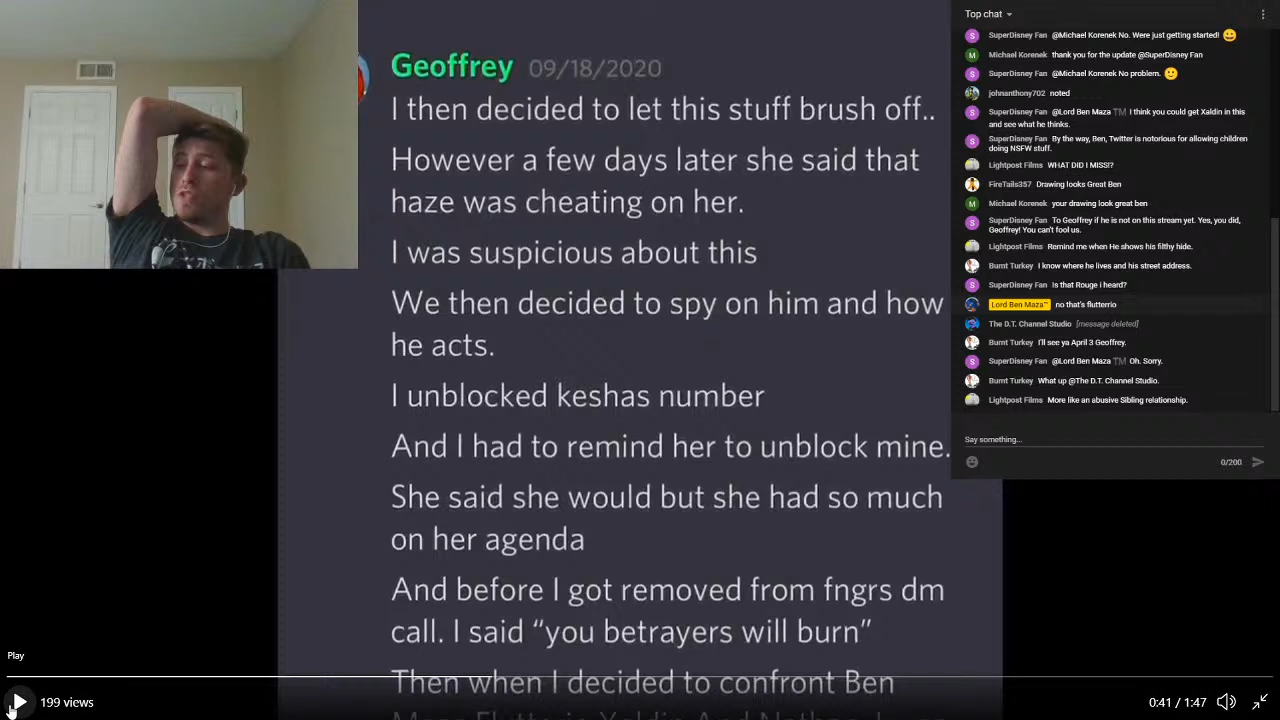 Geoffrey 09/18/2020
I then decided to let this stuff brush off..
However a few days later she said that
haze was cheating on her.
I was suspicious about this
We then decided to spy on him and how
he acts.
I unblocked keshas number
And I had to remind her to unblock mine.
She said she would but she had so much
on her agenda
And before I got removed from fngrs dm
call. I said “you betrayers will burn”
Then when I decided to confront Ben
Top chat
S SuperDisney Fan @Michael Korenek No. Were just getting started! 😀
M Michael Korenek thank you for the update @SuperDisney Fan
S SuperDisney Fan @Michael Korenek No problem. 🙂
johnanthony702 noted
S SuperDisney Fan @Lord Ben Maza ™️ I think you could get Xaldin in this
and see what he thinks.
S SuperDisney Fan By the way, Ben, Twitter is notorious for allowing children
doing NSFW stuff.
Lightpost Films WHAT DID I MISS!?
FireTails357 Drawing looks Great Ben
M Michael Korenek your drawing look great ben
S SuperDisney Fan To Geoffrey if he is not on this stream yet. Yes, you did,
Geoffrey! You can't fool us.
Lightpost Films Remind me when He shows his filthy hide.
Burnt Turkey I know where he lives and his street address.
S SuperDisney Fan Is that Rouge i heard?
Lord Ben Maza™ no that's flutterrio
The D.T. Channel Studio [message deleted]
Burnt Turkey I'll see ya April 3 Geoffrey.
S SuperDisney Fan @Lord Ben Maza ™️ Oh. Sorry.
Burnt Turkey What up @The D.T. Channel Studio.
Lightpost Films More like an abusive Sibling relationship.
Say something...
0/200
Play
199 views
0:41 / 1:47